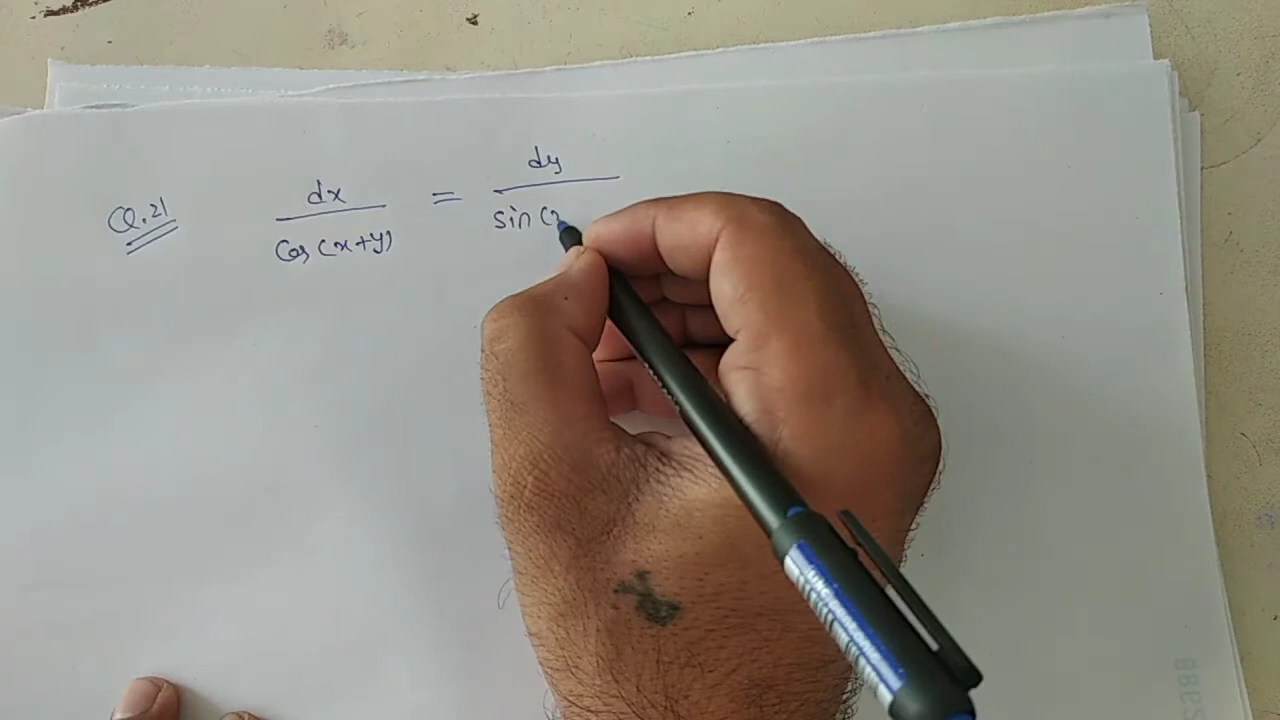 Q.21 dx/cos(x+y) = dy/sin(x